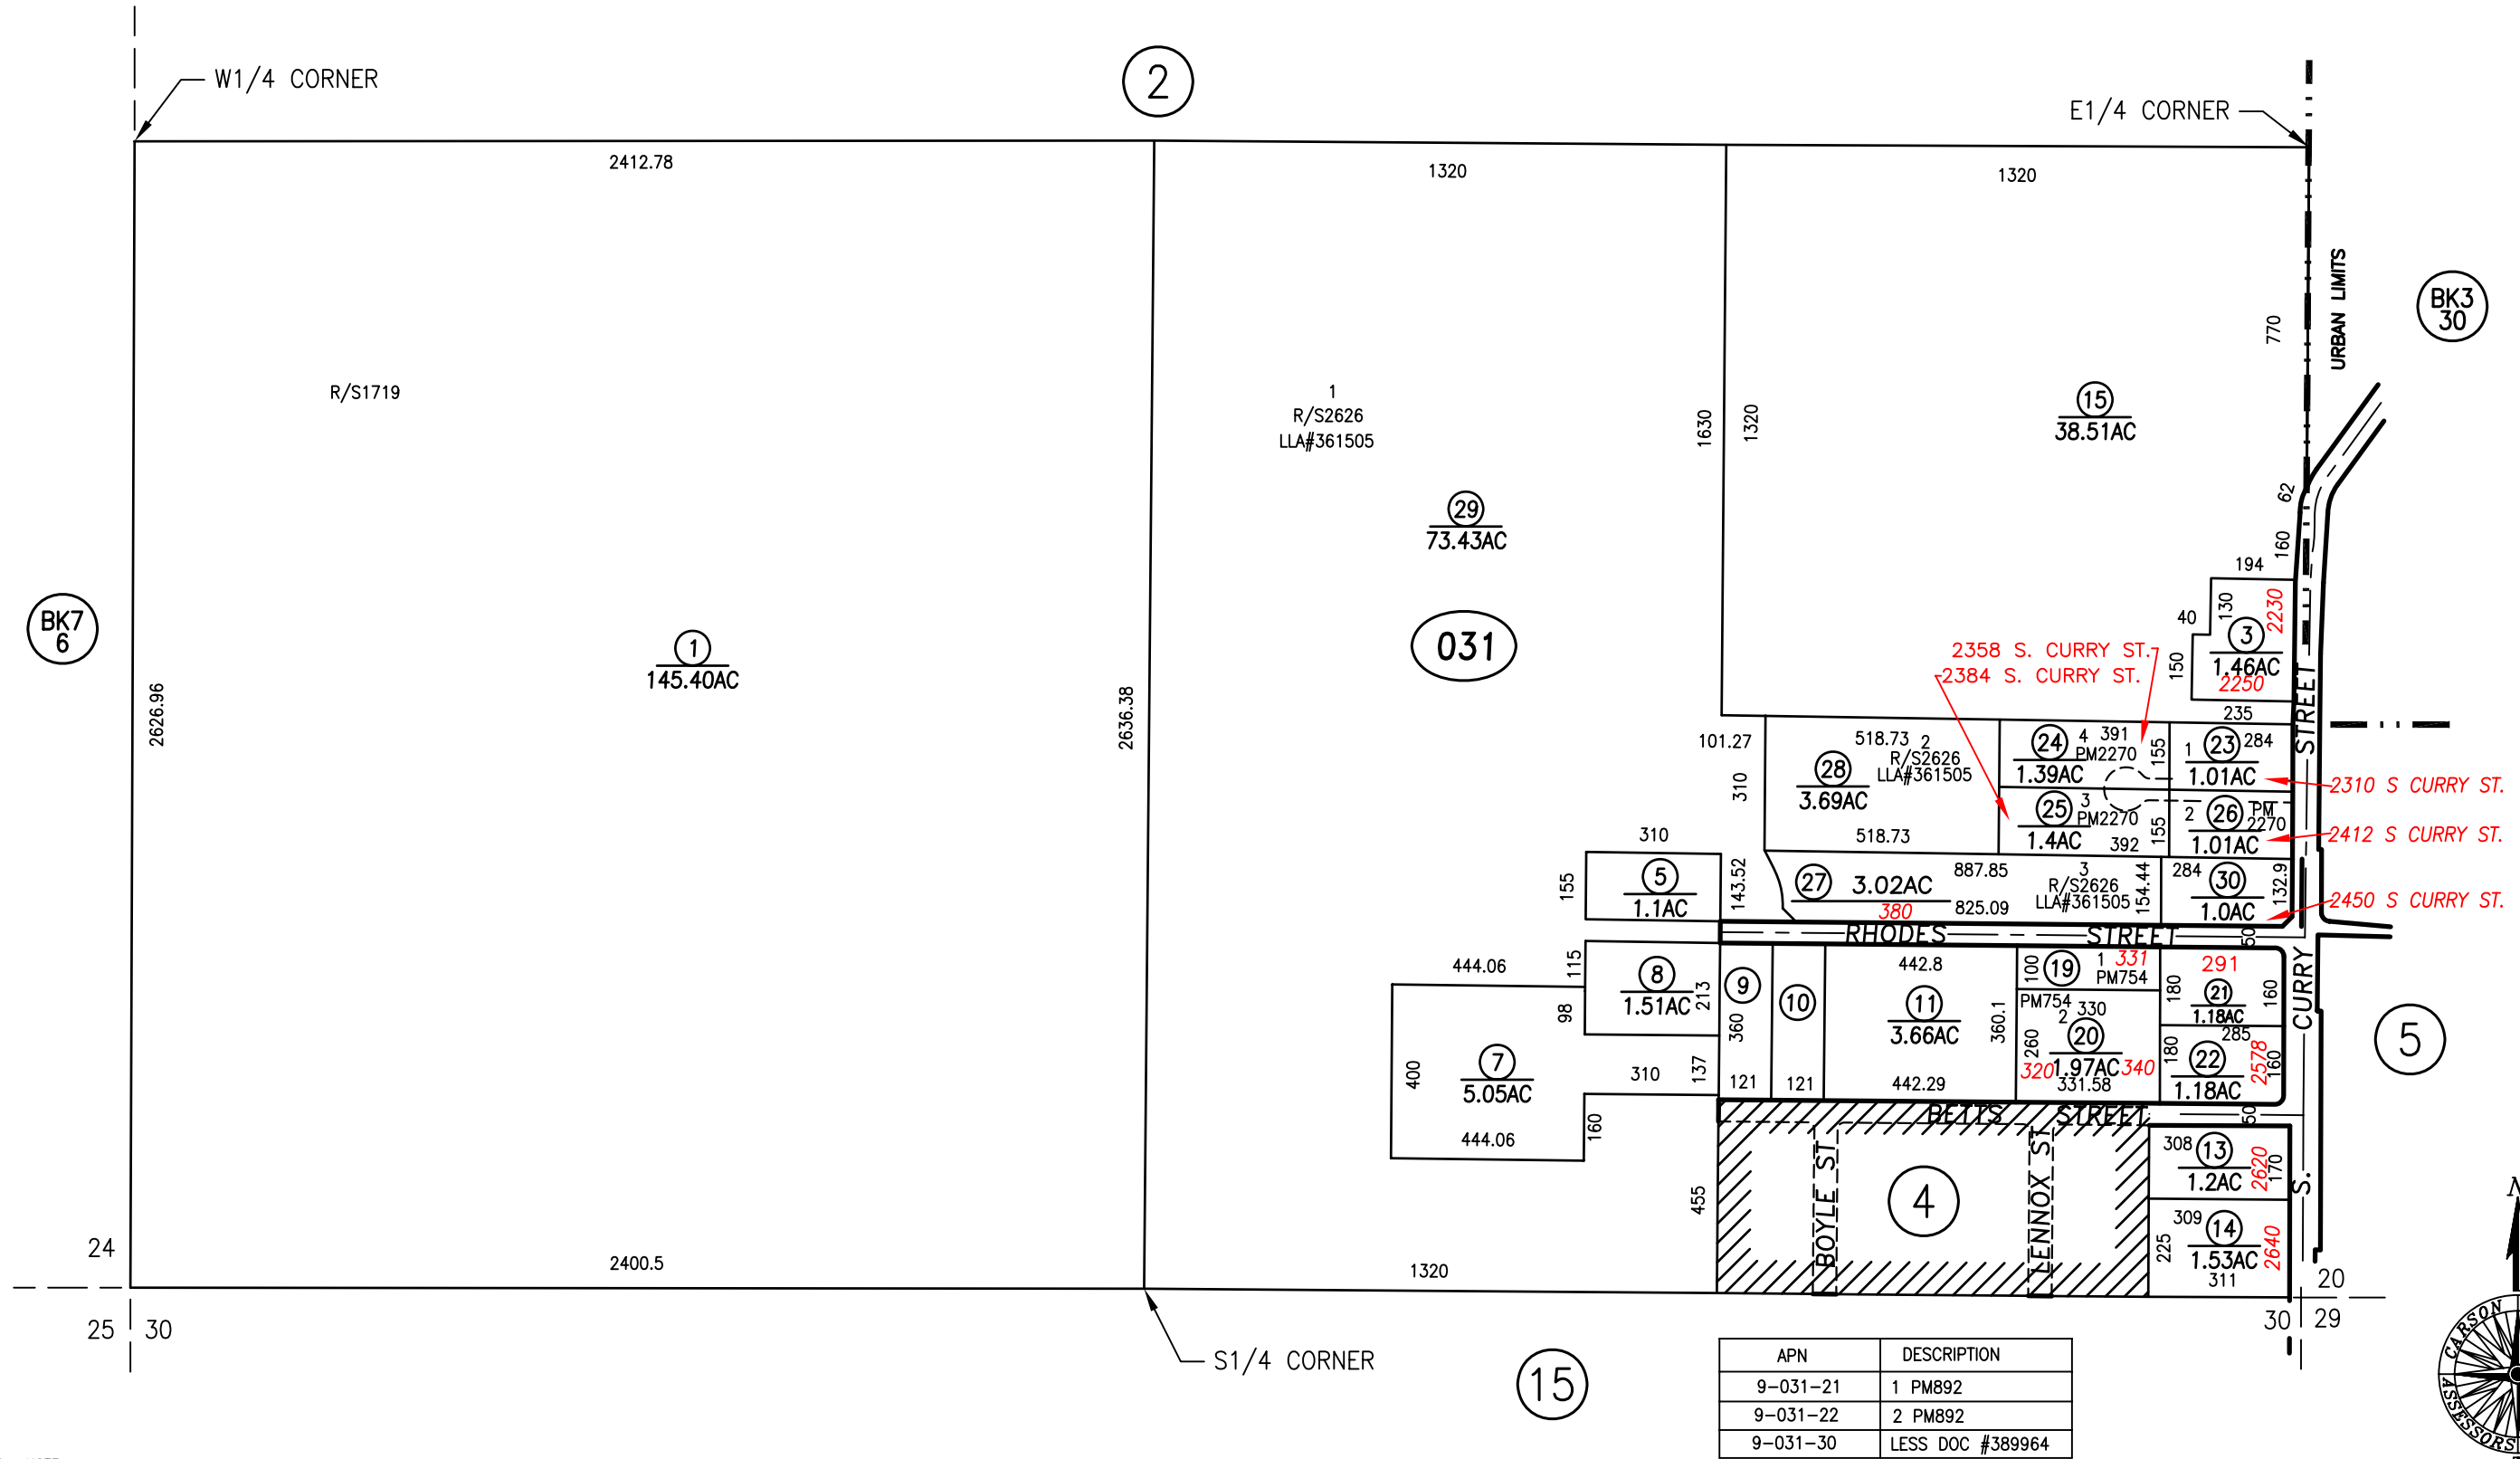 W1/4 CORNER
2
E1/4 CORNER
2412.78
1320
1320
URBAN LIMITS
770
BK3
30
R/S1719
1
R/S2626
LLA#361505
1630
1320
15
38.51AC
62
160
29
73.43AC
194
130
2230
40
3
1.46AC
150
2250
235
BK7
6
1
145.40AC
031
2358 S. CURRY ST.
2384 S. CURRY ST.
2626.96
2636.38
STREET
101.27
518.73
2
R/S2626
LLA#361505
28
3.69AC
310
518.73
24
4
391
PM2270
1.39AC
155
1
23
284
1.01AC
2310 S CURRY ST.
25
3
PM2270
1.4AC
392
155
2
26
PM
2270
1.01AC
2412 S CURRY ST.
310
155
5
1.1AC
143.52
27
3.02AC
380
887.85
825.09
3
R/S2626
LLA#361505
154.44
284
30
132.9
1.0AC
2450 S CURRY ST.
RHODES STREET
50
444.06
115
8
1.51AC
213
98
9
360
121
10
121
442.8
11
3.66AC
360.1
442.29
100
19
1
331
PM754
PM754
2
330
20
260
320
1.97AC
340
331.58
291
180
21
160
1.18AC
285
180
22
2578
160
1.18AC
CURRY
5
400
7
5.05AC
310
137
444.06
160
BETTS STREET
50
455
BOYLE ST
4
LENNOX ST
308
13
1.2AC
2620
170
S.
309
14
225
1.53AC
2640
311
N
24
2400.5
1320
20
25
30
30
29
S1/4 CORNER
15
APN DESCRIPTION
9-031-21 1 PM892
9-031-22 2 PM892
9-031-30 LESS DOC #389964
CARSON
ASSESSORS